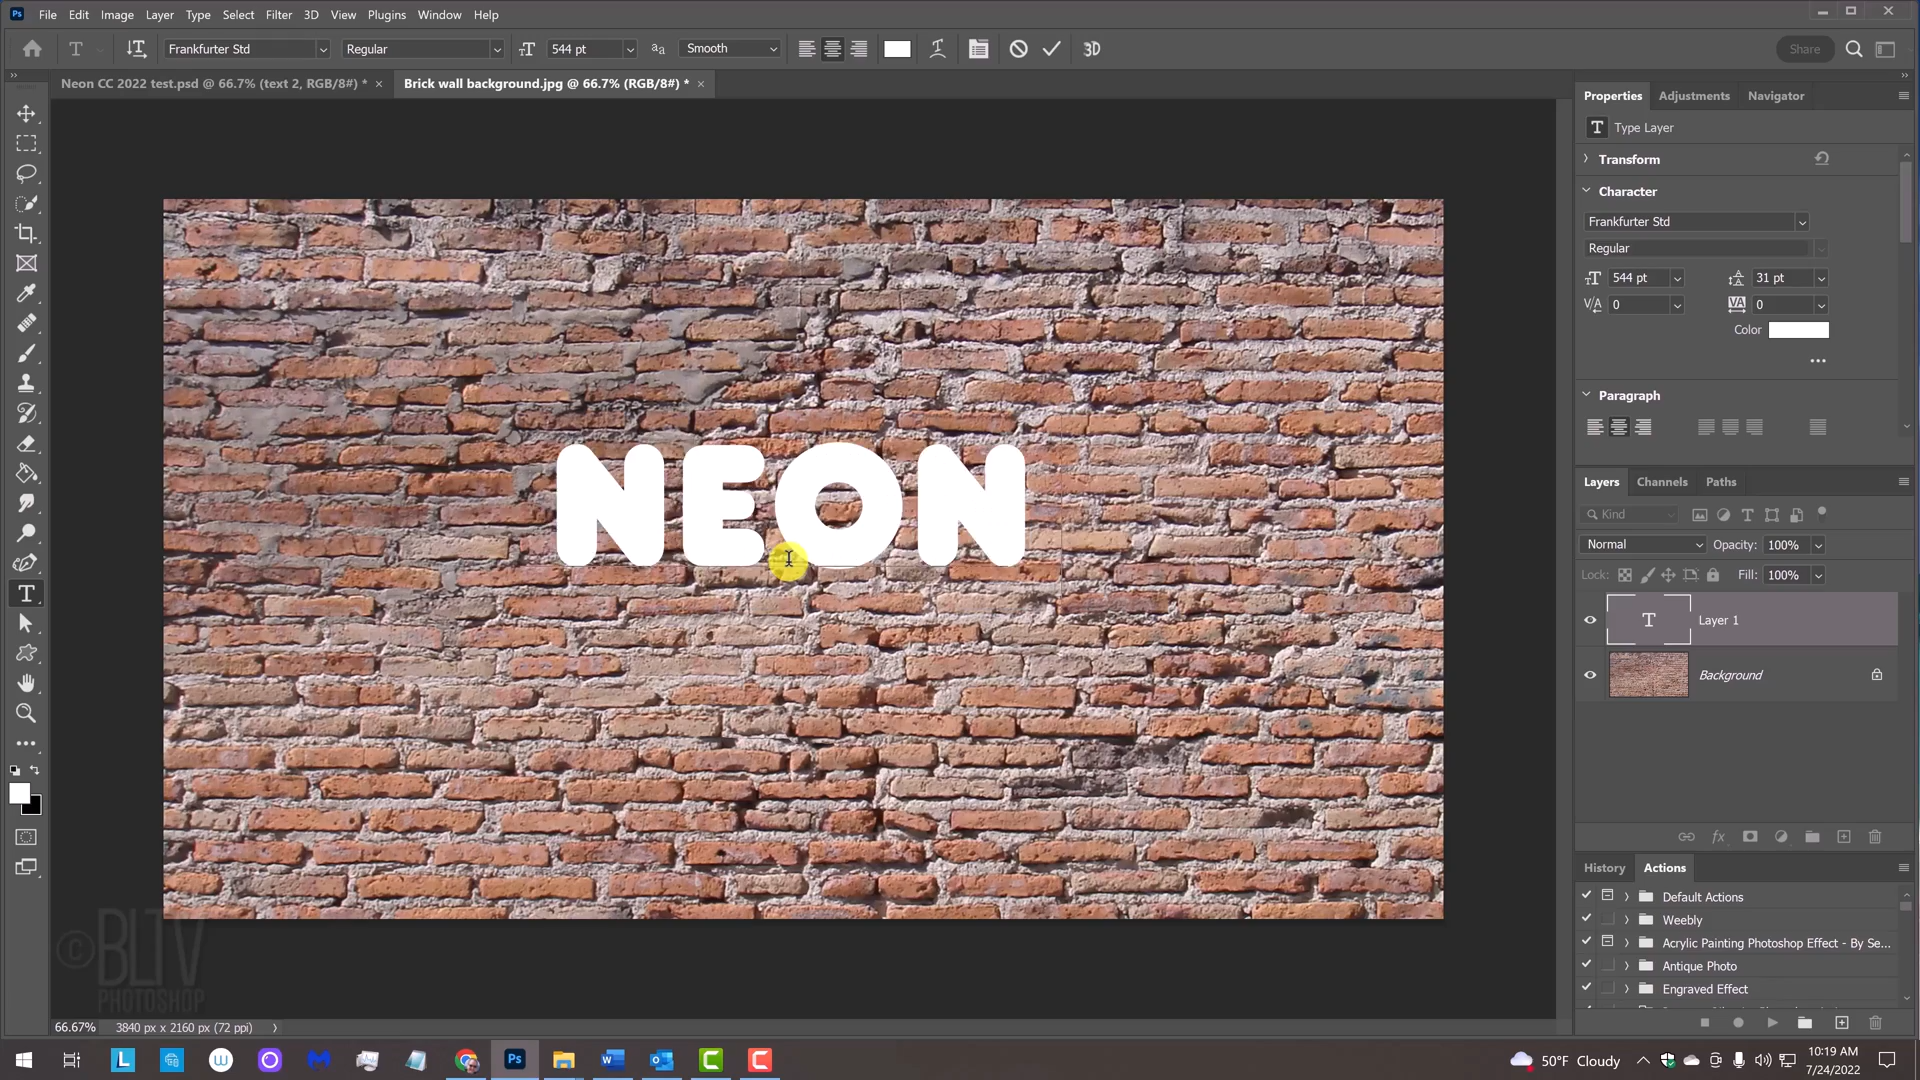 Ps File Edit Image Layer Type Select Filter 3D View Plugins Window Help
Frankfurter Std Regular 544 pt Smooth 3D Share
Neon CC 2022 test.psd @ 66.7% (text 2, RGB/8#) * Brick wall background.jpg @ 66.7% (RGB/8#) *
Properties Adjustments Navigator
Type Layer
Transform
Character
Frankfurter Std
Regular
544 pt 31 pt
0 0
Color
Paragraph
NEON
Layers Channels Paths
Kind
Normal Opacity: 100%
Lock: Fill: 100%
Layer 1
Background
fx
History Actions
Default Actions
Weebly
Acrylic Painting Photoshop Effect - By Se...
Antique Photo
Engraved Effect
© BLTV
PHOTOSHOP
66.67% 3840 px x 2160 px (72 ppi)
50°F Cloudy 10:19 AM
7/24/2022